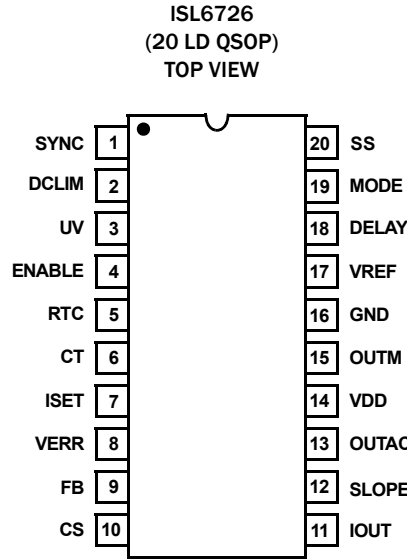 ISL6726
(20 LD QSOP)
TOP VIEW
SYNC 1 20 SS
DCLIM 2 19 MODE
UV 3 18 DELAY
ENABLE 4 17 VREF
RTC 5 16 GND
CT 6 15 OUTM
ISET 7 14 VDD
VERR 8 13 OUTAC
FB 9 12 SLOPE
CS 10 11 IOUT